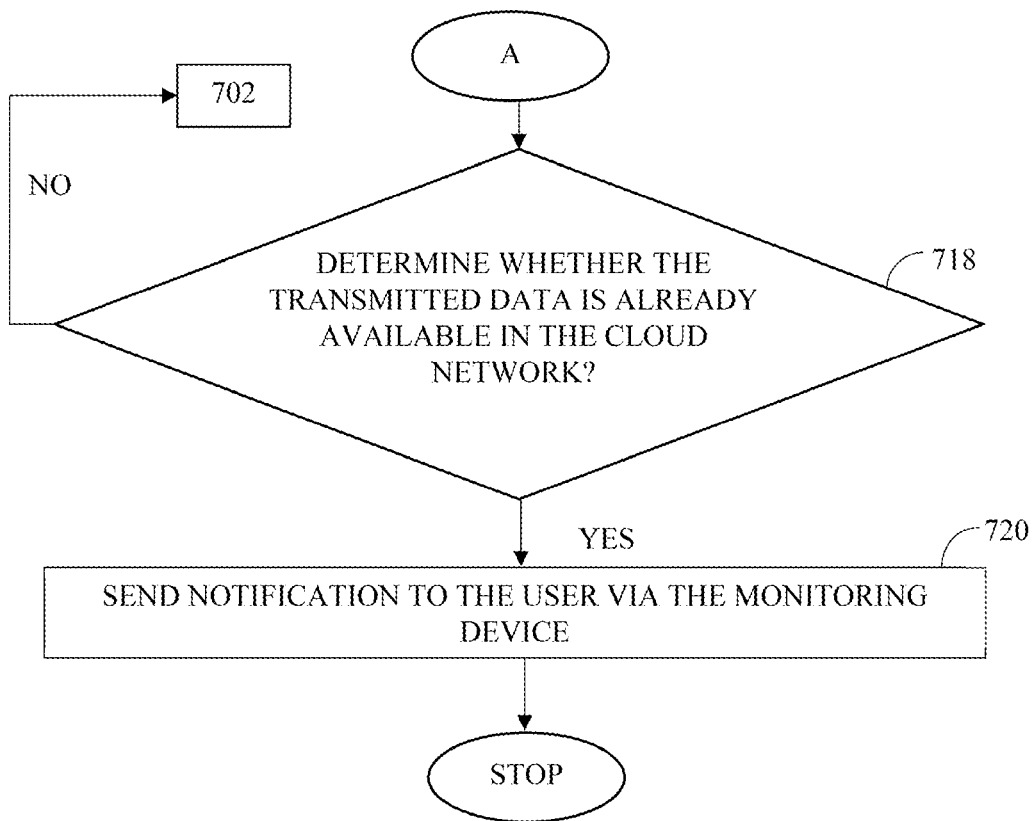 A
702
NO
718
DETERMINE WHETHER THE
TRANSMITTED DATA IS ALREADY
AVAILABLE IN THE CLOUD
NETWORK?
YES
720
SEND NOTIFICATION TO THE USER VIA THE MONITORING
DEVICE
STOP